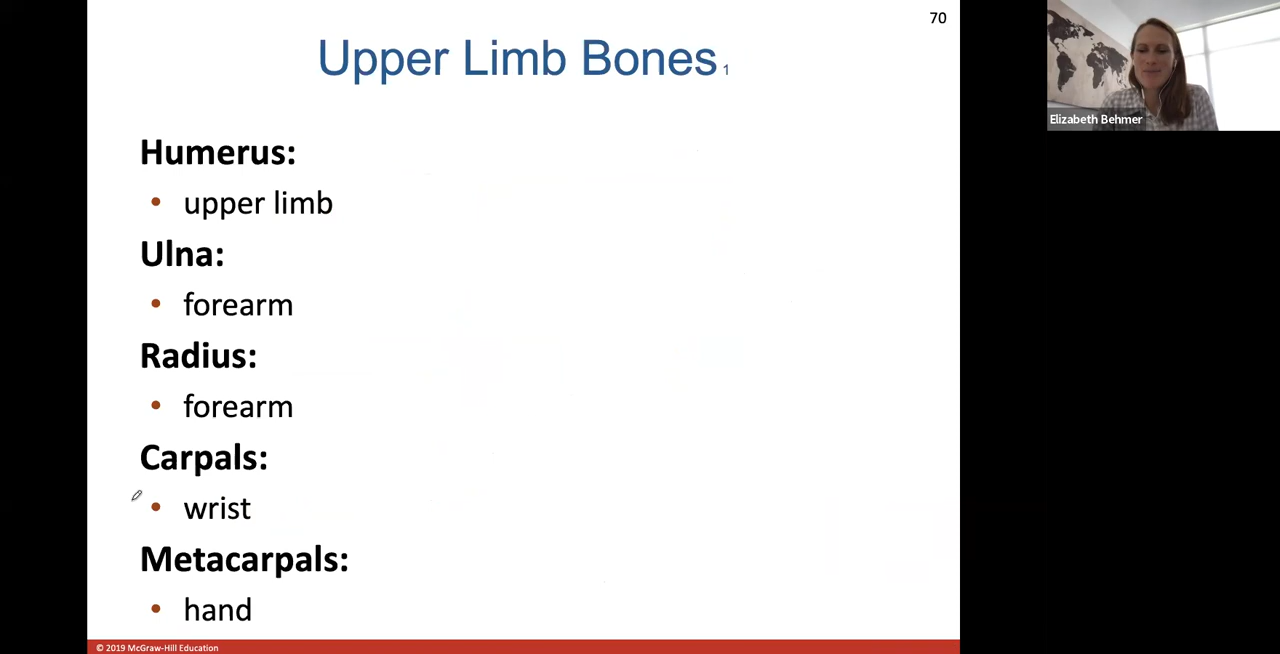 70
Upper Limb Bones 1
Elizabeth Behmer
Humerus:
• upper limb
Ulna:
• forearm
Radius:
• forearm
Carpals:
• wrist
Metacarpals:
• hand
© 2019 McGraw-Hill Education